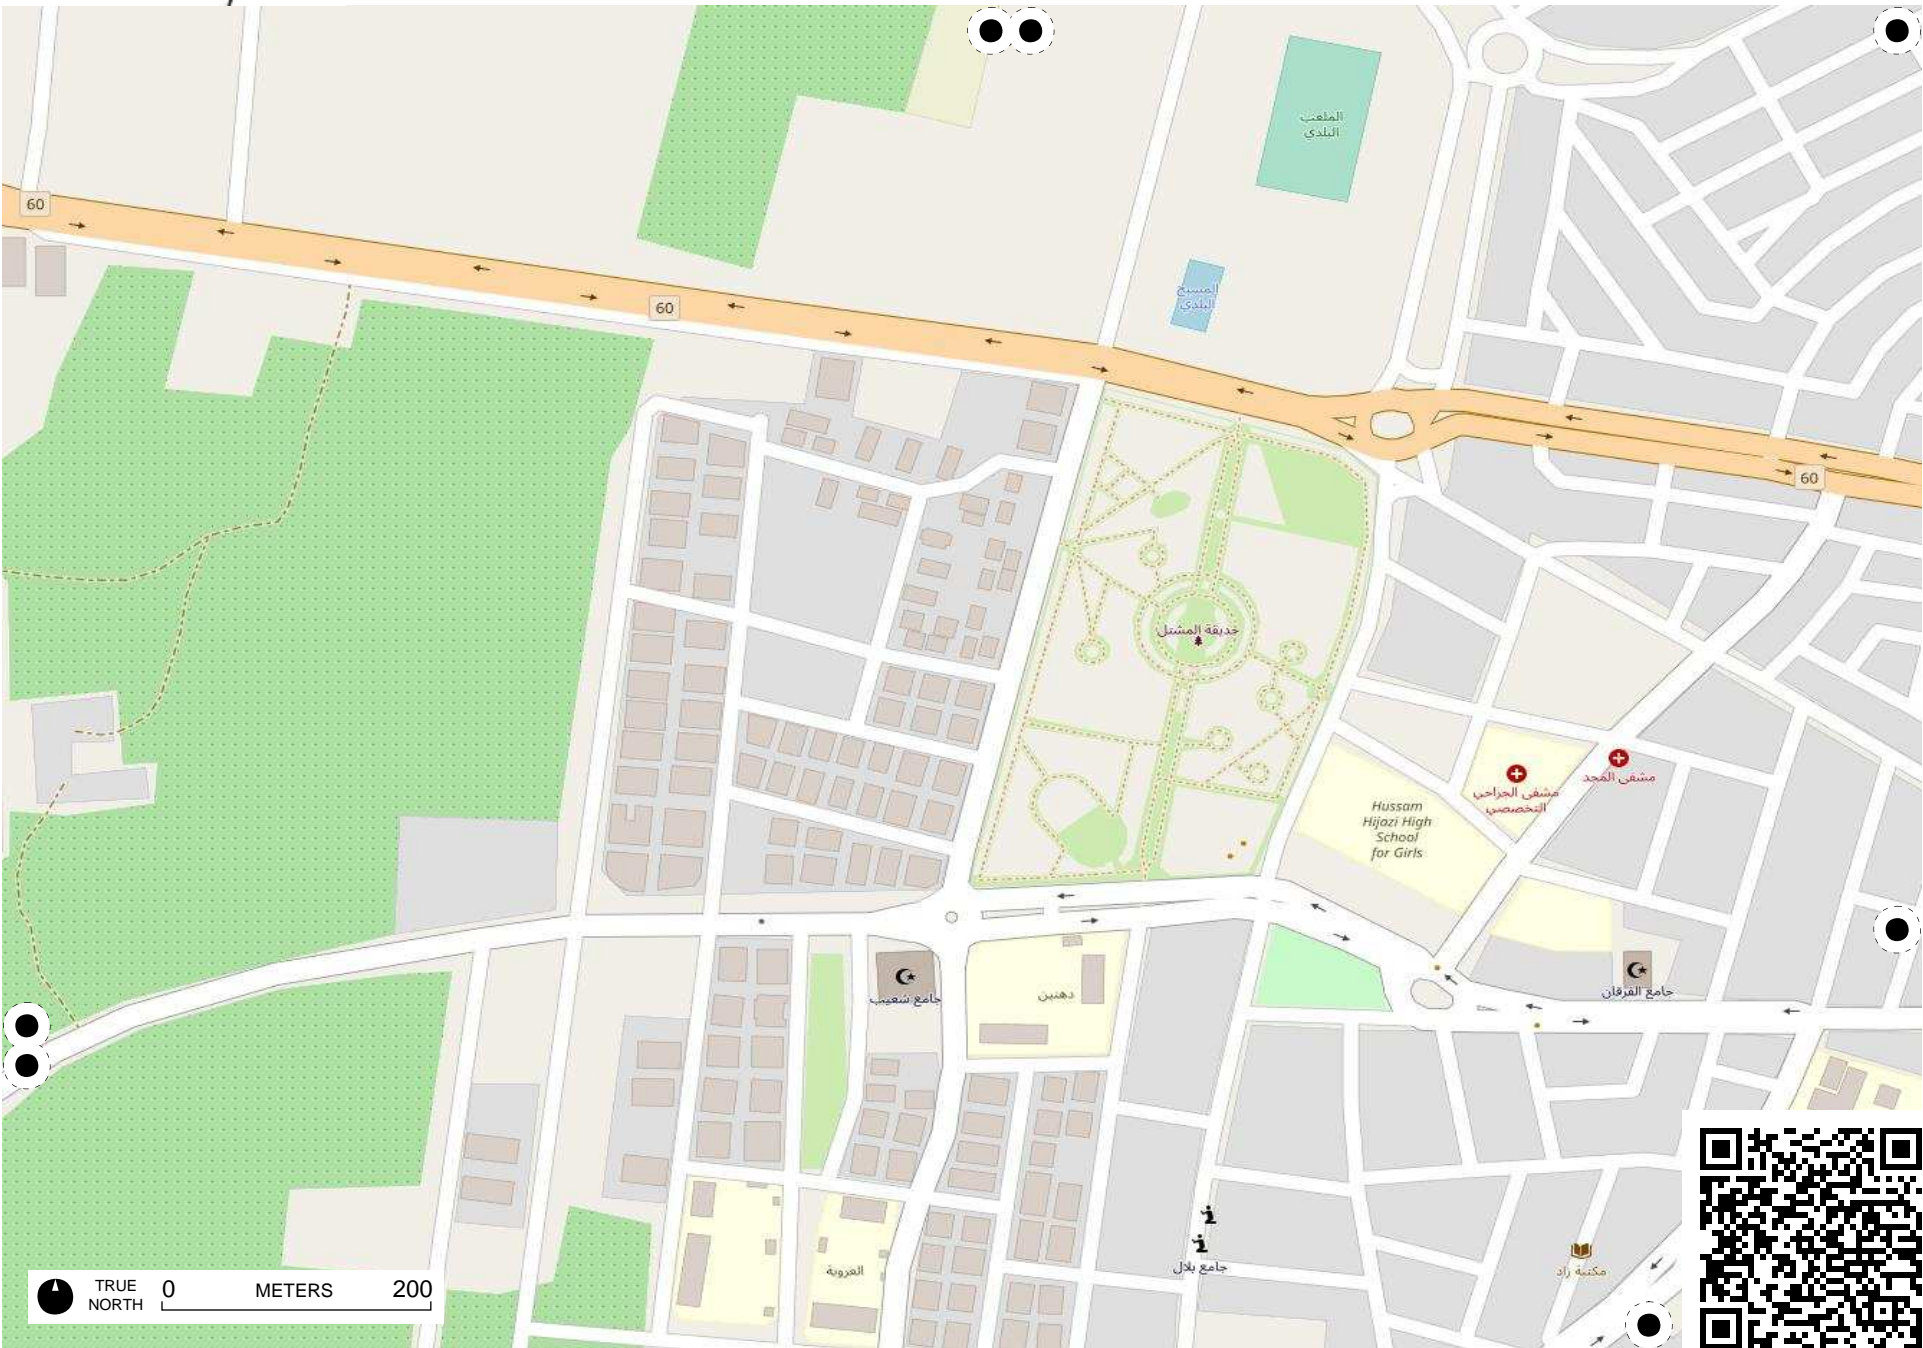 الملعب
البلدي
60
المسبح
البلدي
60
60
حديقة المشتل
مشفى المجد
مشفى الجراحي
التخصصي
Hussam
Hijazi High
School
for Girls
جامع شعيب
دهنين
جامع الفرقان
جامع بلال
العروبة
مكتبة زاد
TRUE
NORTH
0 METERS 200